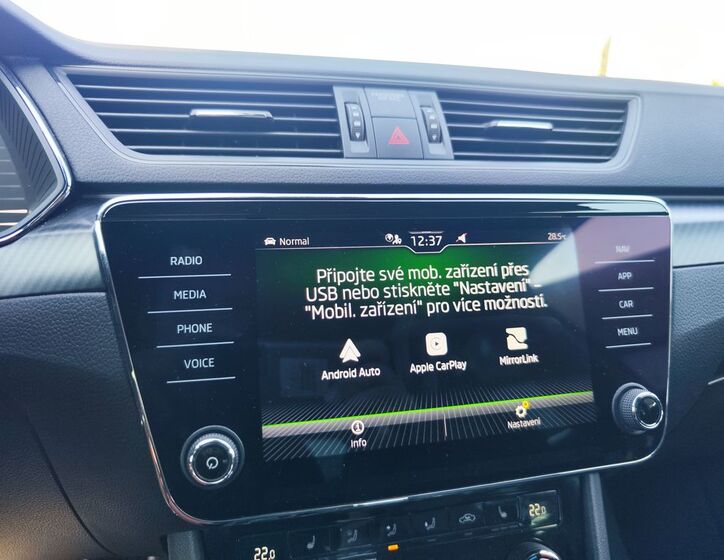 Normal 12:37 28.5°C
RADIO
MEDIA
PHONE
VOICE
Připojte své mob. zařízení přes
USB nebo stiskněte "Nastavení" -
"Mobil. zařízení" pro více možností.
Android Auto Apple CarPlay MirrorLink
Info Nastavení
NAV
APP
CAR
MENU
22.0 22.0